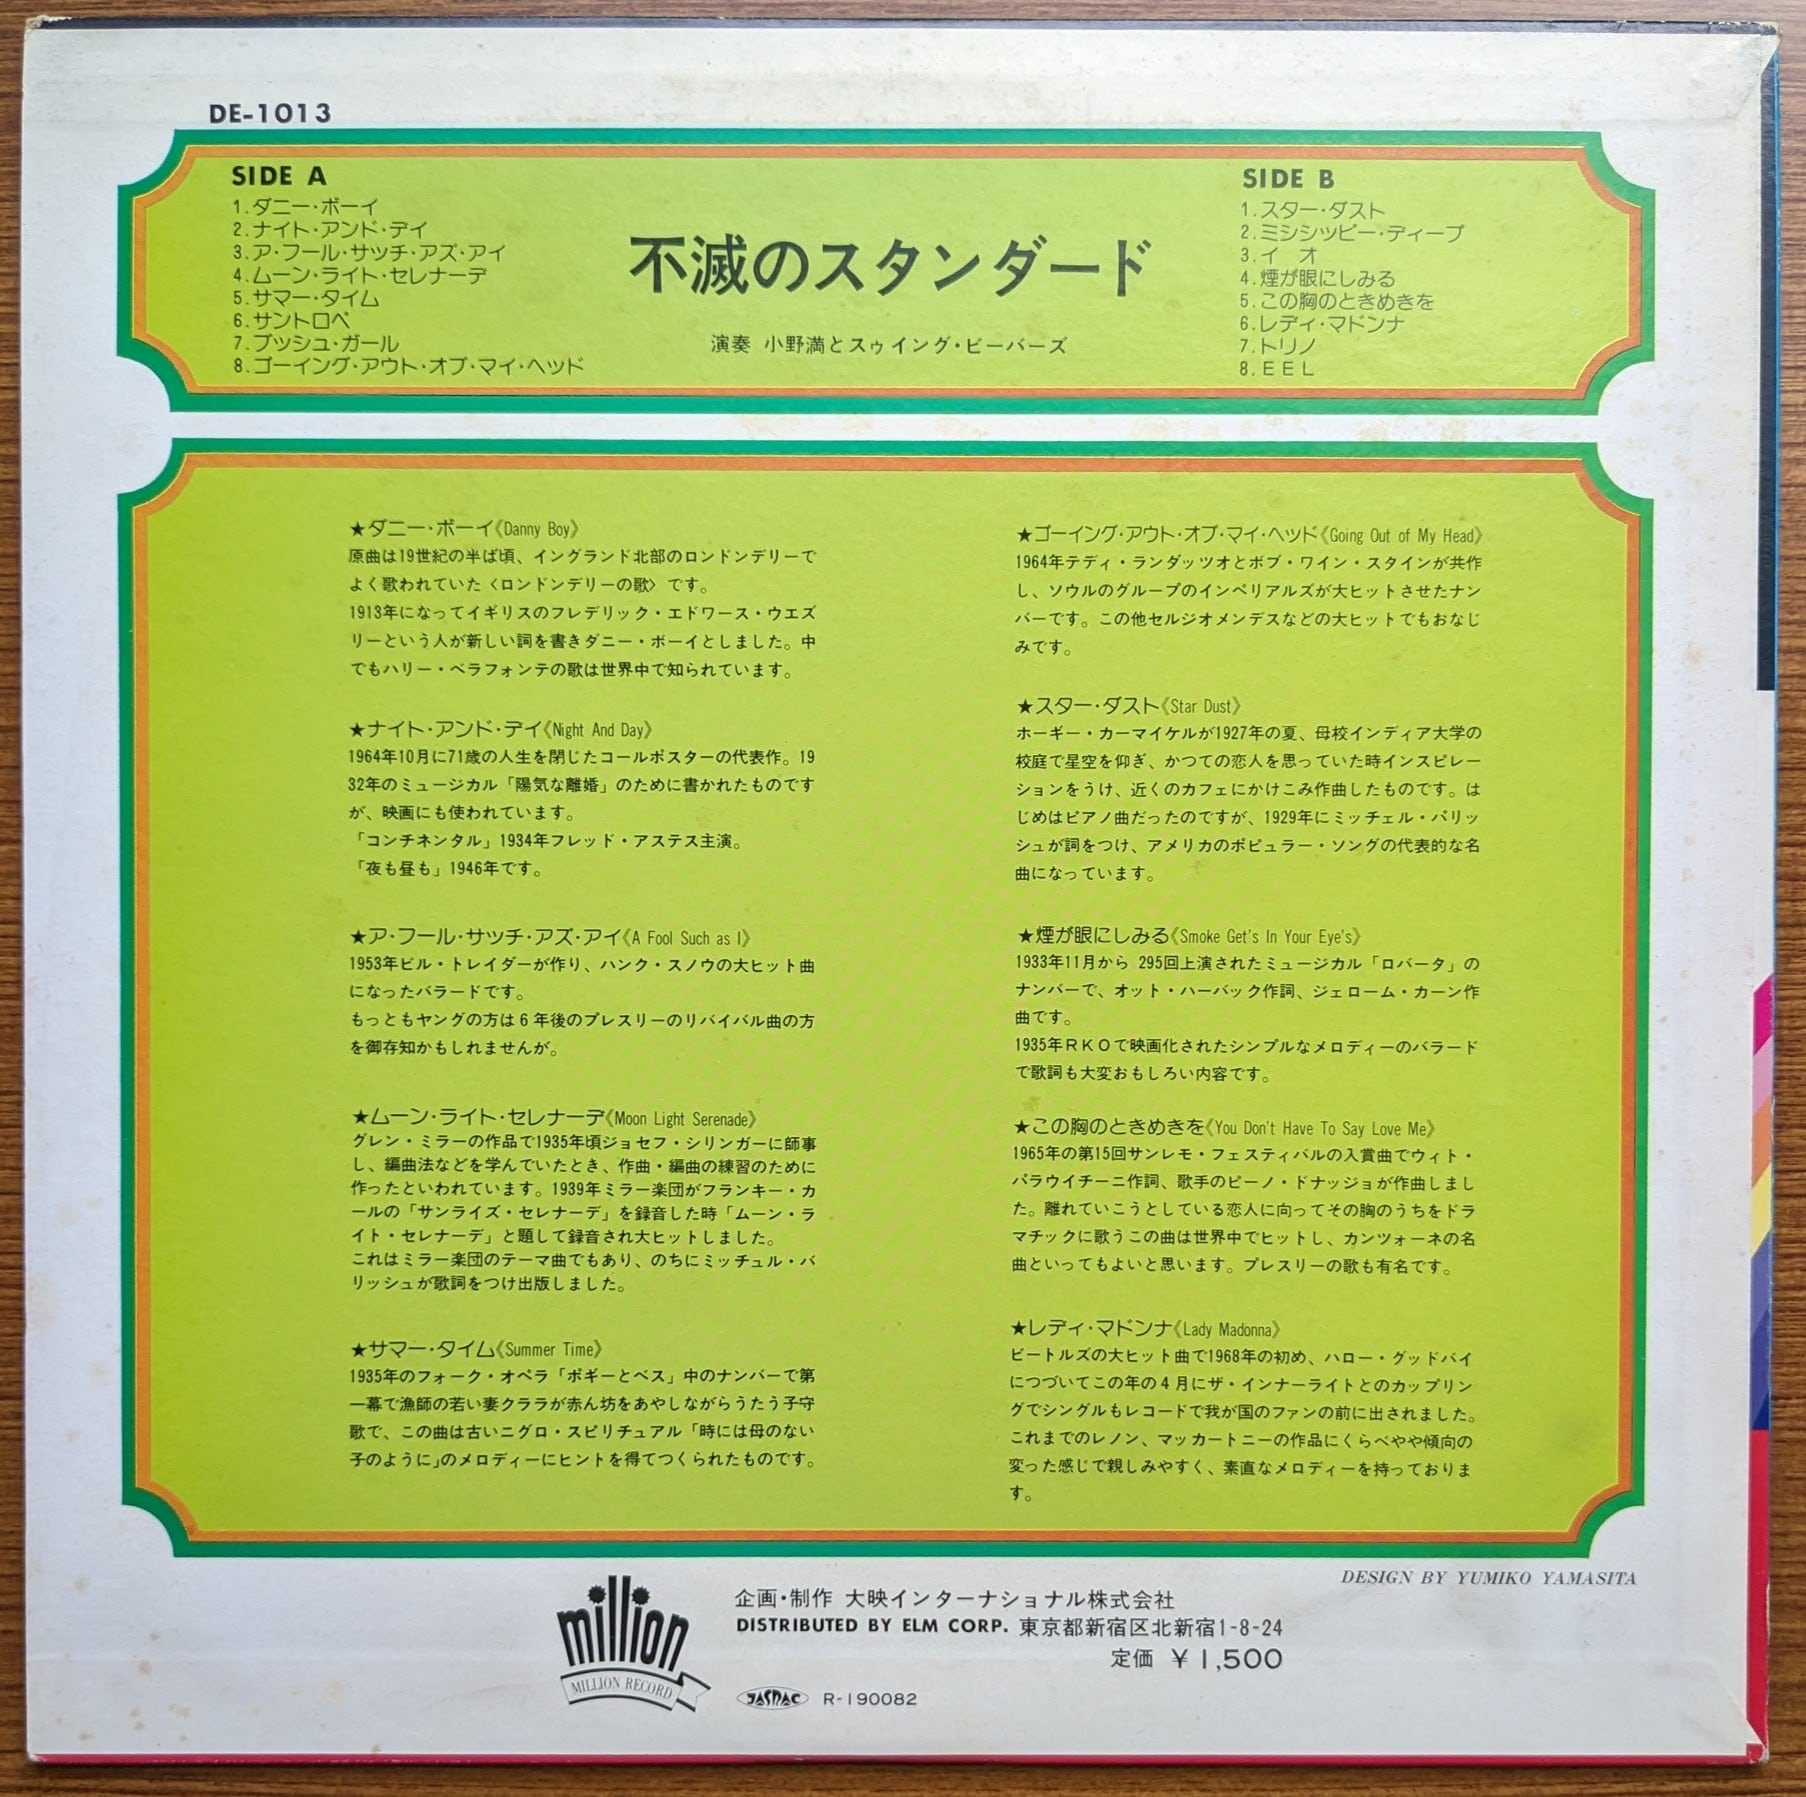 DE-1013
SIDE A
1.ダニー・ボーイ
2.ナイト・アンド・デイ
3.ア・フール・サッチ・アズ・アイ
4.ムーン・ライト・セレナーデ
5.サマー・タイム
6.サントロペ
7.プッシュ・ガール
8.ゴーイング・アウト・オブ・マイ・ヘッド
不滅のスタンダード
演奏 小野満とスゥイング・ビーバーズ
SIDE B
1.スター・ダスト
2.ミシシッピー・ディープ
3.イ オ
4.煙が眼にしみる
5.この胸のときめきを
6.レディ・マドンナ
7.トリノ
8.EEL
★ダニー・ボーイ《Danny Boy》
原曲は19世紀の半ば頃、イングランド北部のロンドンデリーで
よく歌われていた〈ロンドンデリーの歌〉です。
1913年になってイギリスのフレデリック・エドワース・ウエズ
リーという人が新しい詞を書きダニー・ボーイとしました。中
でもハリー・ベラフォンテの歌は世界中で知られています。
★ナイト・アンド・デイ《Night And Day》
1964年10月に71歳の人生を閉じたコールポスターの代表作。19
32年のミュージカル「陽気な離婚」のために書かれたものです
が、映画にも使われています。
「コンチネンタル」1934年フレッド・アステス主演。
「夜も昼も」1946年です。
★ア・フール・サッチ・アズ・アイ《A Fool Such as I》
1953年ビル・トレイダーが作り、ハンク・スノウの大ヒット曲
になったバラードです。
もっともヤングの方は6年後のプレスリーのリバイバル曲の方
を御存知かもしれませんが。
★ムーン・ライト・セレナーデ《Moon Light Serenade》
グレン・ミラーの作品で1935年頃ジョセフ・シリンガーに師事
し、編曲法などを学んでいたとき、作曲・編曲の練習のために
作ったといわれています。1939年ミラー楽団がフランキー・カ
ールの「サンライズ・セレナーデ」を録音した時「ムーン・ラ
イト・セレナーデ」と題して録音され大ヒットしました。
これはミラー楽団のテーマ曲でもあり、のちにミッチュル・パ
リッシュが歌詞をつけ出版しました。
★サマー・タイム《Summer Time》
1935年のフォーク・オペラ「ポギーとベス」中のナンバーで第
一幕で漁師の若い妻クララが赤ん坊をあやしながらうたう子守
歌で、この曲は古いニグロ・スピリチュアル「時には母のない
子のように」のメロディーにヒントを得てつくられたものです。
★ゴーイング・アウト・オブ・マイ・ヘッド《Going Out of My Head》
1964年テディ・ランダッツオとボブ・ワイン・スタインが共作
し、ソウルのグループのインペリアルズが大ヒットさせたナン
バーです。この他セルジオメンデスなどの大ヒットでもおなじ
みです。
★スター・ダスト《Star Dust》
ホーギー・カーマイケルが1927年の夏、母校インディア大学の
校庭で星空を仰ぎ、かつての恋人を思っていた時インスピレー
ションをうけ、近くのカフェにかけこみ作曲したものです。は
じめはピアノ曲だったのですが、1929年にミッチェル・パリッ
シュが詞をつけ、アメリカのポピュラー・ソングの代表的な名
曲になっています。
★煙が眼にしみる《Smoke Get's In Your Eye's》
1933年11月から 295回上演されたミュージカル「ロバータ」の
ナンバーで、オット・ハーバック作詞、ジェローム・カーン作
曲です。
1935年RKOで映画化されたシンプルなメロディーのバラード
で歌詞も大変おもしろい内容です。
★この胸のときめきを《You Don't Have To Say Love Me》
1965年の第15回サンレモ・フェスティバルの入賞曲でウィト・
パラウイチーニ作詞、歌手のピーノ・ドナッジョが作曲しまし
た。離れていこうとしている恋人に向ってその胸のうちをドラ
マチックに歌うこの曲は世界中でヒットし、カンツォーネの名
曲といってもよいと思います。プレスリーの歌も有名です。
★レディ・マドンナ《Lady Madonna》
ビートルズの大ヒット曲で1968年の初め、ハロー・グッドバイ
につづいてこの年の4月にザ・インナーライトとのカップリン
グでシングルもレコードで我が国のファンの前に出されました。
これまでのレノン、マッカートニーの作品にくらべやや傾向の
変った感じで親しみやすく、素直なメロディーを持っておりま
す。
DESIGN BY YUMIKO YAMASITA
million
MILLION RECORD
企画・制作 大映インターナショナル株式会社
DISTRIBUTED BY ELM CORP. 東京都新宿区北新宿1-8-24
定価 ￥1,500
JASRAC R-190082